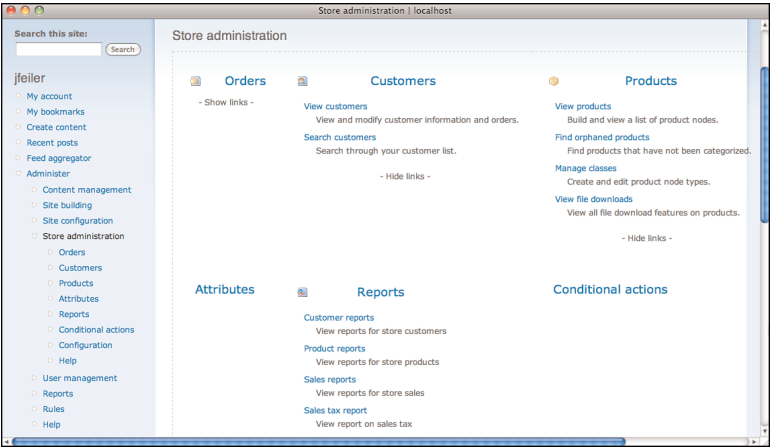 Store administration | localhost
Search this site:
Search
jfeiler
My account
My bookmarks
Create content
Recent posts
Feed aggregator
Administer
Content management
Site building
Site configuration
Store administration
Orders
Customers
Products
Attributes
Reports
Conditional actions
Configuration
Help
User management
Reports
Rules
Help
Store administration
Orders
- Show links -
Customers
View customers
View and modify customer information and orders.
Search customers
Search through your customer list.
- Hide links -
Products
View products
Build and view a list of product nodes.
Find orphaned products
Find products that have not been categorized.
Manage classes
Create and edit product node types.
View file downloads
View all file download features on products.
- Hide links -
Attributes
Reports
Customer reports
View reports for store customers
Product reports
View reports for store products
Sales reports
View reports for store sales
Sales tax report
View report on sales tax
Conditional actions